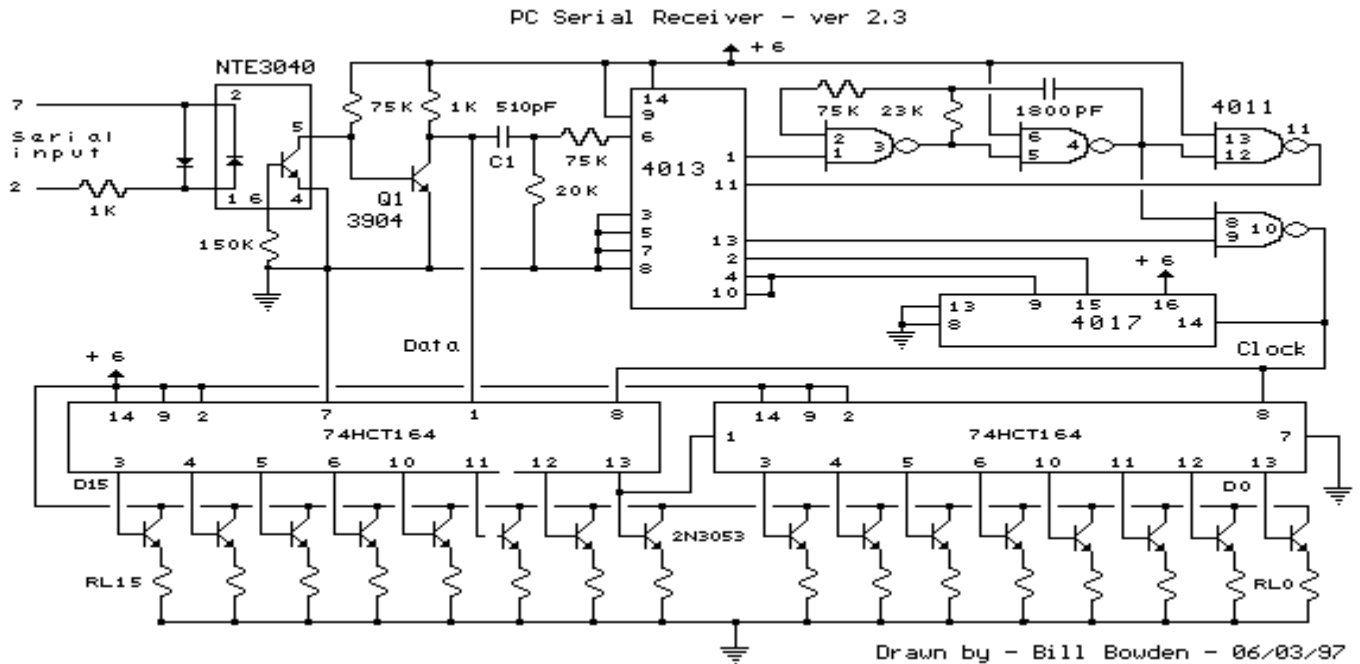 PC Serial Receiver - ver 2.3
+ 6
NTE3040
7
2
5
75K
1K
510pF
14
9
6
75K
23K
1800PF
4011
Serial
input
2
1
6
4
1K
C1
75K
20K
4013
1
11
2
1
3
6
5
4
13
12
11
Q1
3904
150K
3
5
7
8
13
2
4
10
8
9
10
+ 6
13
8
9
15
16
4017
14
Data
Clock
+ 6
14
9
2
7
1
8
74HCT164
3
4
5
6
10
11
12
13
14
9
2
8
1
74HCT164
7
3
4
5
6
10
11
12
13
D15
D0
2N3053
RL15
RL0
Drawn by - Bill Bowden - 06/03/97